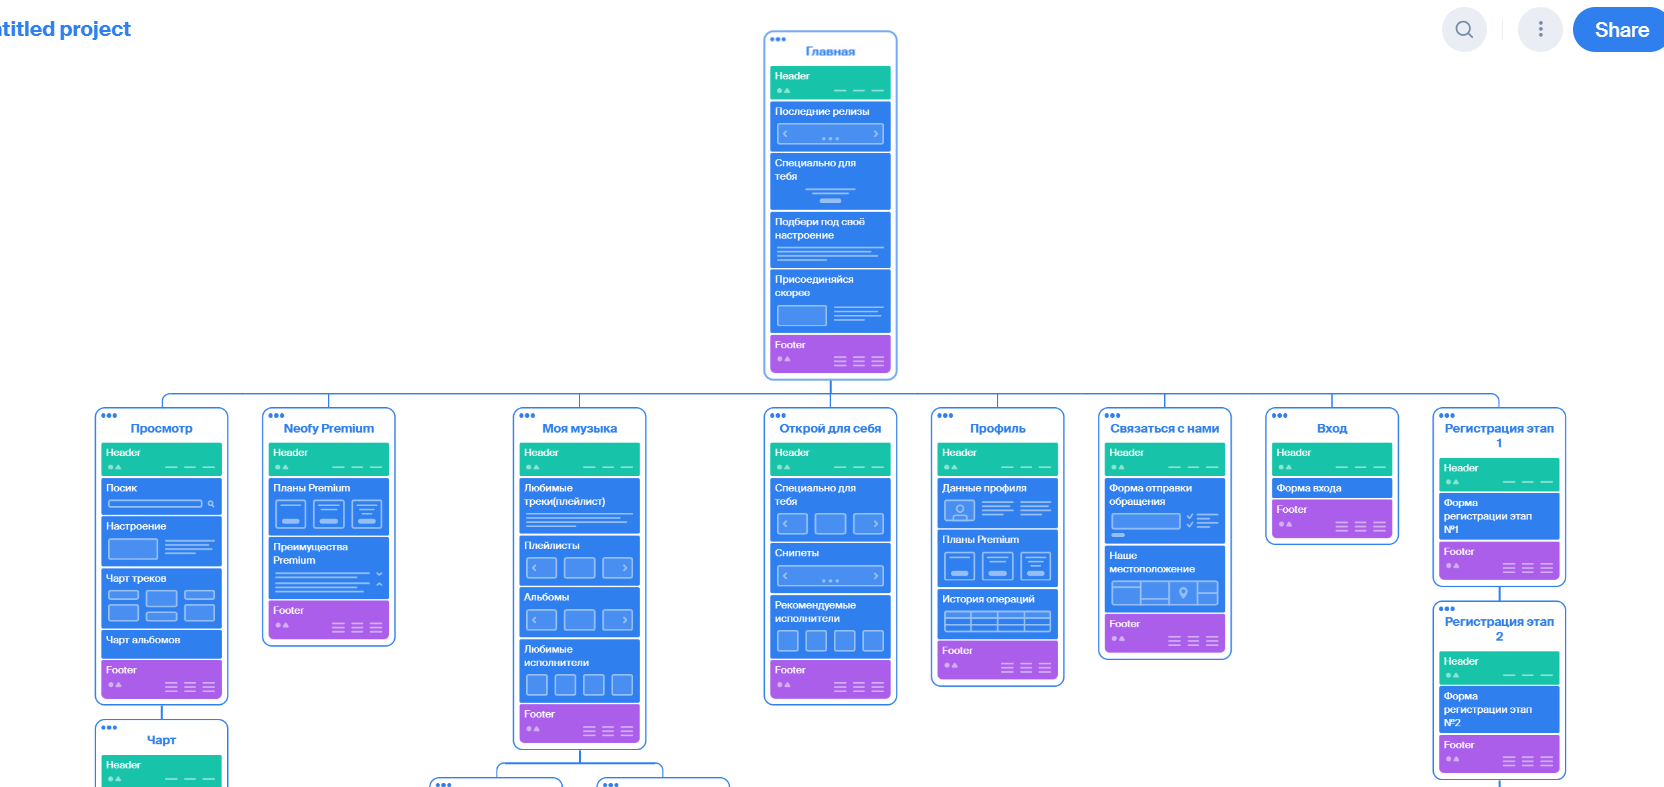 ntitled project
Share
Главная
Header
Последние релизы
Специально для
тебя
Подбери под своё
настроение
Присоединяйся
скорее
Footer
Просмотр
Header
Посик
Настроение
Чарт треков
Чарт альбомов
Footer
Чарт
Header
Neofy Premium
Header
Планы Premium
Преимущества
Premium
Footer
Моя музыка
Header
Любимые
треки(плейлист)
Плейлисты
Альбомы
Любимые
исполнители
Footer
Открой для себя
Header
Специально для
тебя
Снипеты
Рекомендуемые
исполнители
Footer
Профиль
Header
Данные профиля
Планы Premium
История операций
Footer
Связаться с нами
Header
Форма отправки
обращения
Наше
местоположение
Footer
Вход
Header
Форма входа
Footer
Регистрация этап
1
Header
Форма
регистрации этап
№1
Footer
Регистрация этап
2
Header
Форма
регистрации этап
№2
Footer